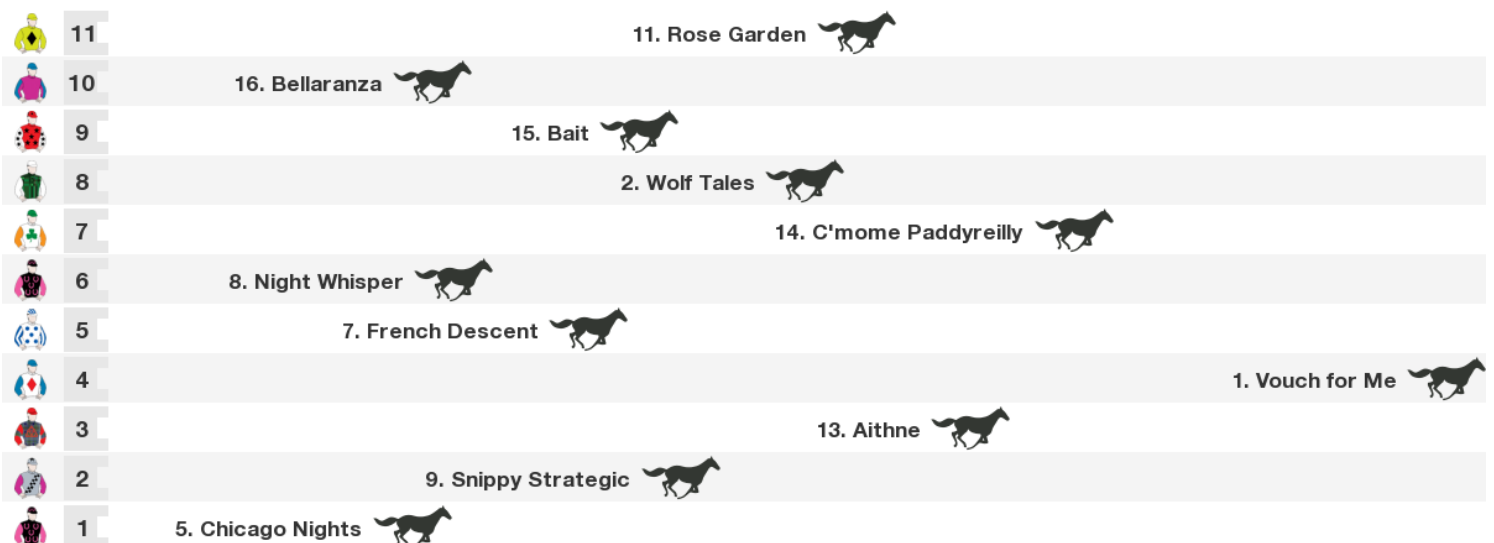 11 11. Rose Garden
10 16. Bellaranza
9 15. Bait
8 2. Wolf Tales
7 14. C'mome Paddyreilly
6 8. Night Whisper
5 7. French Descent
4 1. Vouch for Me
3 13. Aithne
2 9. Snippy Strategic
1 5. Chicago Nights